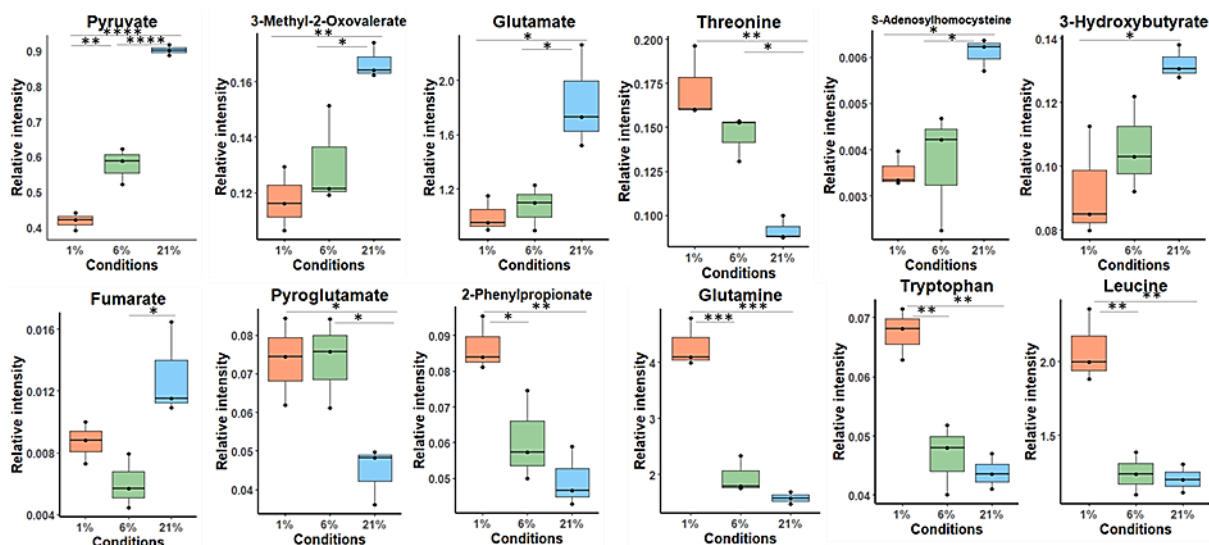 Pyruvate
****
** ****
Relative intensity
0.9
0.8
0.7
0.6
0.5
0.4
1% 6% 21%
Conditions
3-Methyl-2-Oxovalerate
**
*
Relative intensity
0.16
0.14
0.12
1% 6% 21%
Conditions
Glutamate
*
*
Relative intensity
2.0
1.6
1.2
1% 6% 21%
Conditions
Threonine
**
*
Relative intensity
0.200
0.175
0.150
0.125
0.100
1% 6% 21%
Conditions
S-Adenosylhomocysteine
*
*
Relative intensity
0.006
0.005
0.004
0.003
1% 6% 21%
Conditions
3-Hydroxybutyrate
*
Relative intensity
0.14
0.12
0.10
0.08
1% 6% 21%
Conditions
Fumarate
*
Relative intensity
0.016
0.012
0.008
0.004
1% 6% 21%
Conditions
Pyroglutamate
*
*
Relative intensity
0.08
0.07
0.06
0.05
0.04
1% 6% 21%
Conditions
2-Phenylpropionate
**
*
Relative intensity
0.09
0.08
0.07
0.06
0.05
1% 6% 21%
Conditions
Glutamine
***
***
Relative intensity
4
3
2
1% 6% 21%
Conditions
Tryptophan
**
**
Relative intensity
0.07
0.06
0.05
0.04
1% 6% 21%
Conditions
Leucine
**
**
Relative intensity
2.0
1.5
1% 6% 21%
Conditions